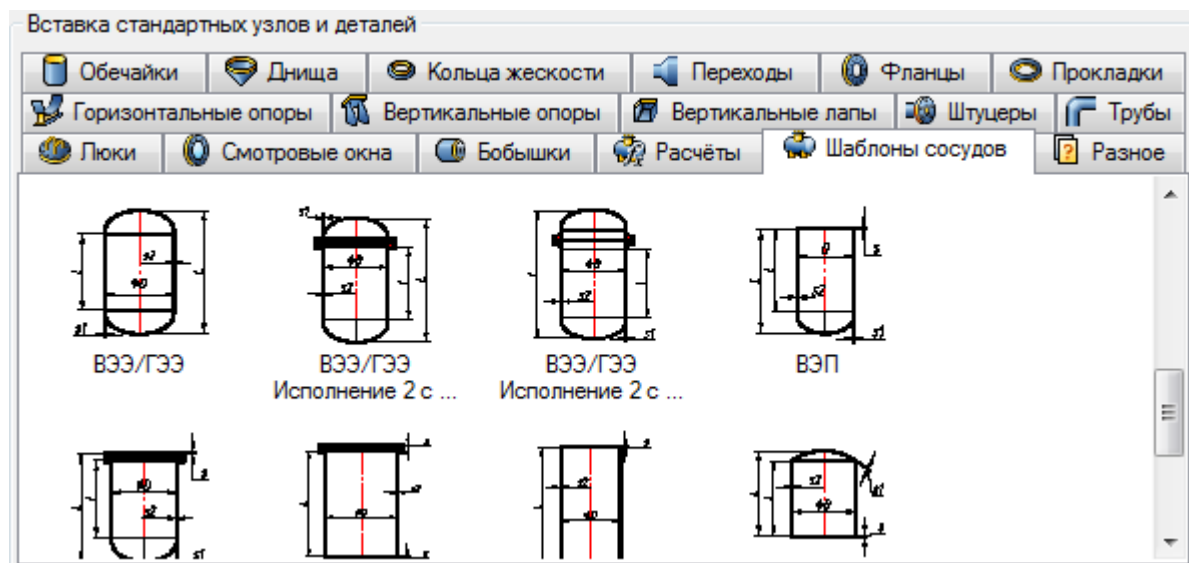 Вставка стандартных узлов и деталей
Обечайки Днища Кольца жескости Переходы Фланцы Прокладки
Горизонтальные опоры Вертикальные опоры Вертикальные лапы Штуцеры Трубы
Люки Смотровые окна Бобышки Расчёты Шаблоны сосудов Разное
ВЭЭ/ГЭЭ ВЭЭ/ГЭЭ ВЭЭ/ГЭЭ ВЭП
Исполнение 2 с ... Исполнение 2 с ...